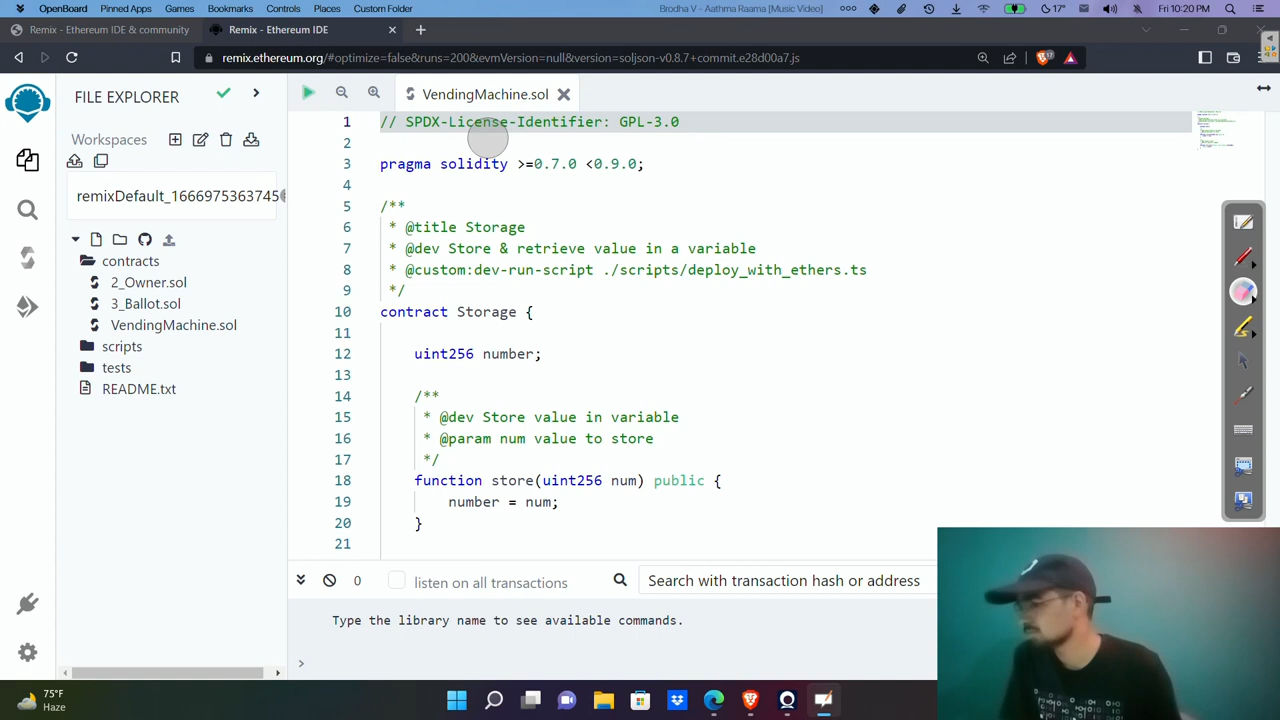 OpenBoard Pinned Apps Games Bookmarks Controls Places Custom Folder Brodha V - Aathma Raama [Music Video] 17° Fri 10:20 PM
Remix - Ethereum IDE & community Remix - Ethereum IDE
remix.ethereum.org/#optimize=false&runs=200&evmVersion=null&version=soljson-v0.8.7+commit.e28d00a7.js
FILE EXPLORER
VendingMachine.sol
Workspaces
remixDefault_1666975363745
contracts
2_Owner.sol
3_Ballot.sol
VendingMachine.sol
scripts
tests
README.txt
1 // SPDX-License-Identifier: GPL-3.0
2
3 pragma solidity >=0.7.0 <0.9.0;
4
5 /**
6 * @title Storage
7 * @dev Store & retrieve value in a variable
8 * @custom:dev-run-script ./scripts/deploy_with_ethers.ts
9 */
10 contract Storage {
11
12 uint256 number;
13
14 /**
15 * @dev Store value in variable
16 * @param num value to store
17 */
18 function store(uint256 num) public {
19 number = num;
20 }
21
0 listen on all transactions Search with transaction hash or address
Type the library name to see available commands.
>
75°F
Haze